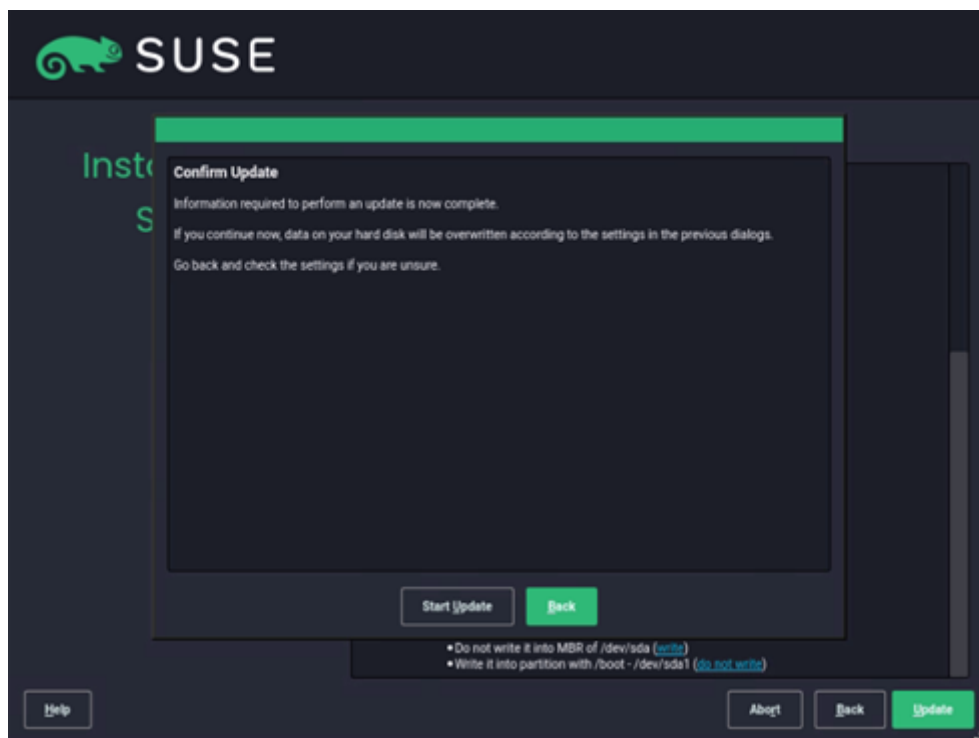 SUSE
Inst
S
Confirm Update
Information required to perform an update is now complete.
If you continue now, data on your hard disk will be overwritten according to the settings in the previous dialogs.
Go back and check the settings if you are unsure.
Start Update
Back
•Do not write it into MBR of /dev/sda (write)
•Write it into partition with /boot - /dev/sda1 (do not write)
Help
Abort
Back
Update